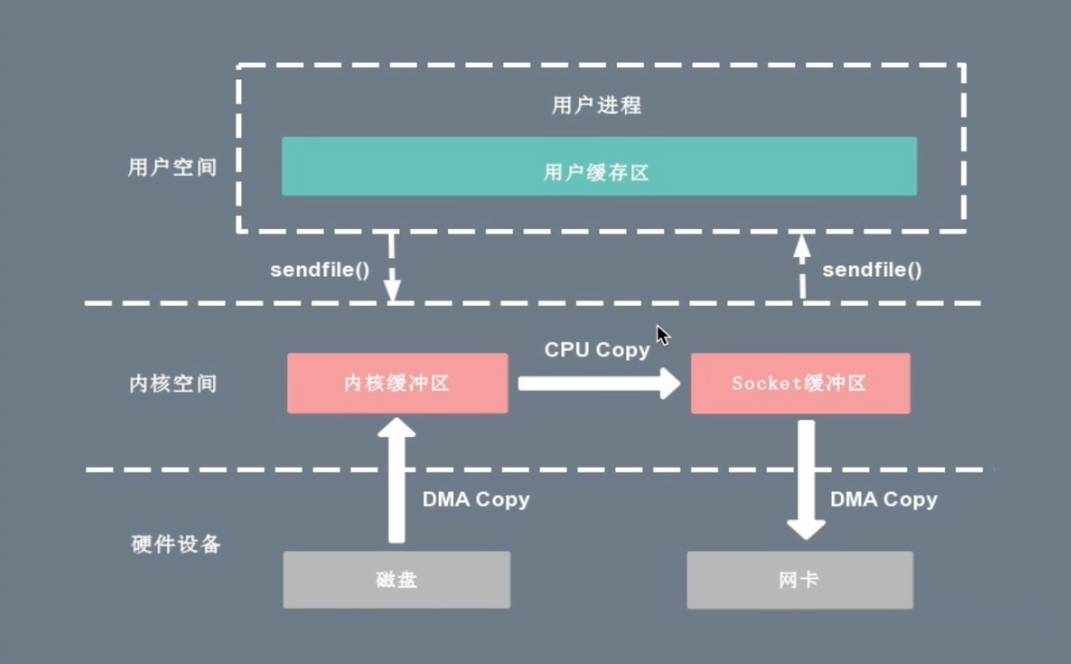 用户进程
用户空间
用户缓存区
sendfile()
sendfile()
CPU Copy
内核空间
内核缓冲区
Socket缓冲区
DMA Copy
DMA Copy
硬件设备
磁盘
网卡